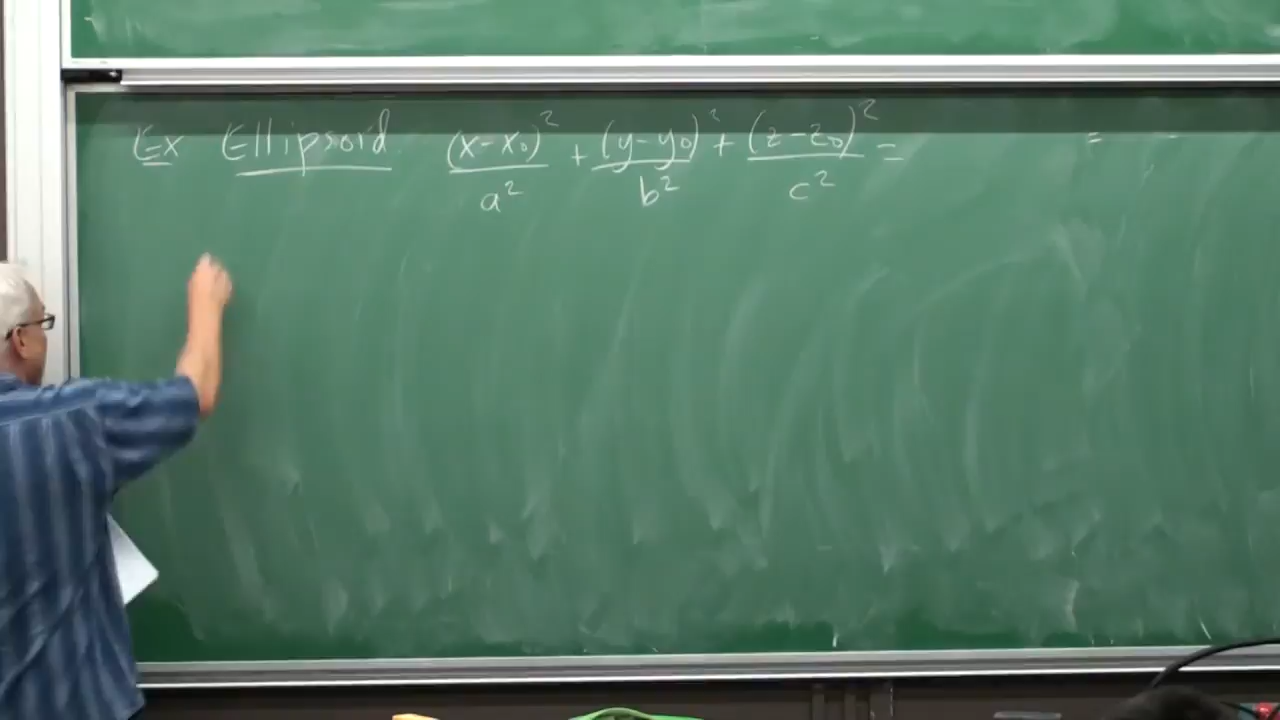 Ex Ellipsoid (x-x₀)²/a² + (y-y₀)²/b² + (z-z₀)²/c² =